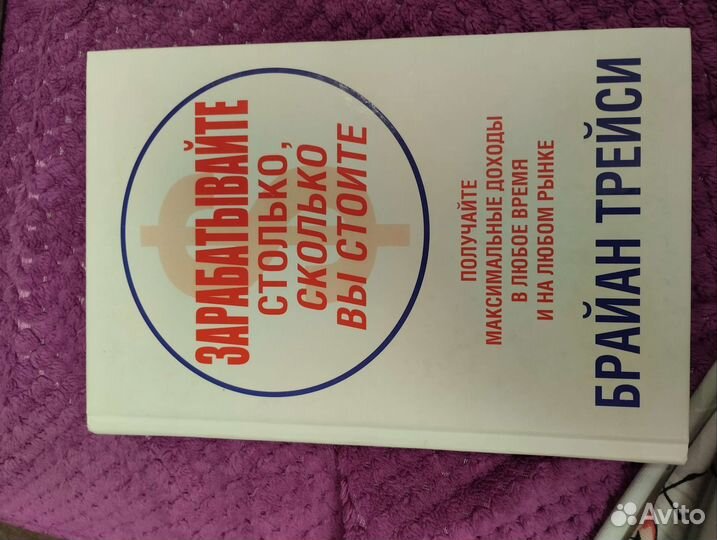 ЗАРАБАТЫВАЙТЕ
СТОЛЬКО,
СКОЛЬКО
ВЫ СТОИТЕ
ПОЛУЧАЙТЕ
МАКСИМАЛЬНЫЕ ДОХОДЫ
В ЛЮБОЕ ВРЕМЯ
И НА ЛЮБОМ РЫНКЕ
БРАЙАН ТРЕЙСИ
Avito